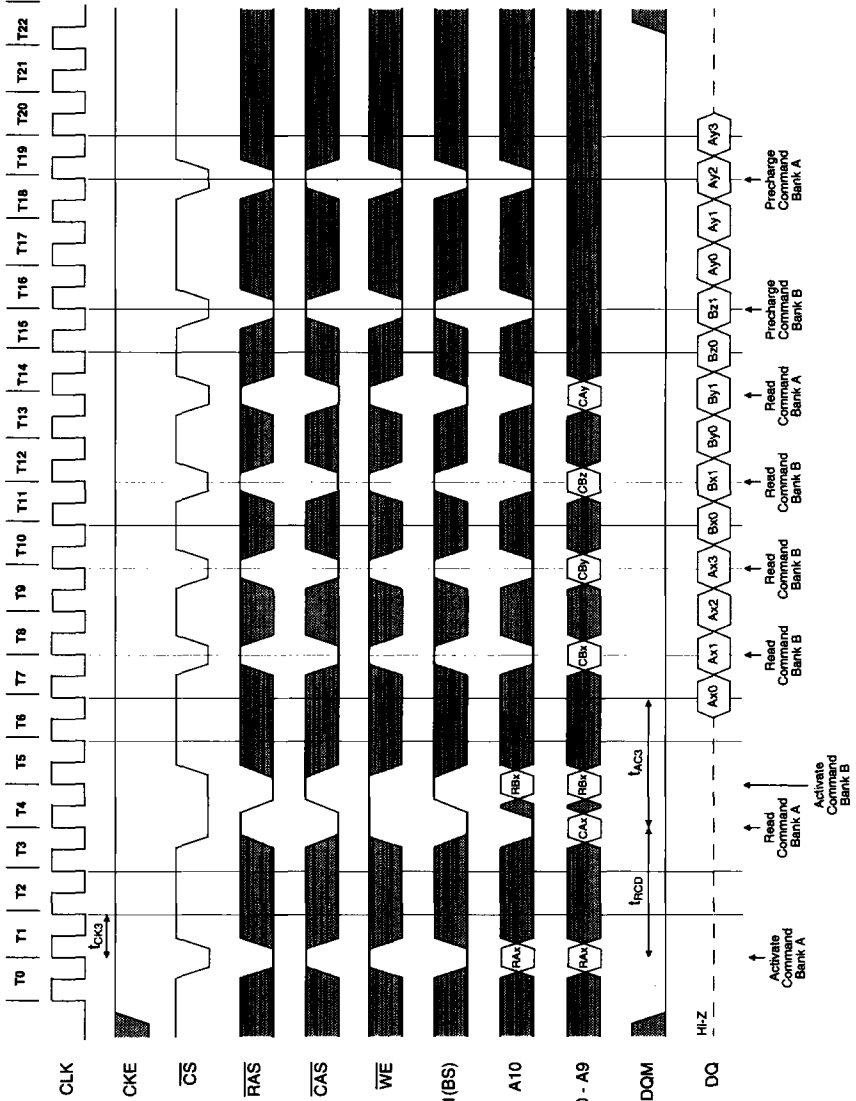 T0 T1 T2 T3 T4 T5 T6 T7 T8 T9 T10 T11 T12 T13 T14 T15 T16 T17 T18 T19 T20 T21 T22
CLK
tCK3
CKE
CS
RAS
CAS
WE
(BS)
A10
RAx RBx
0 - A9
RAx CAx RBx CBx CBy CBz CAy
tRCD
tAC3
DQM
DQ
HI-Z
Ax0 Ax1 Ax2 Ax3 Bx0 Bx1 By0 By1 Bz0 Bz1 Ay0 Ay1 Ay2 Ay3
Activate
Command
Bank A
Read
Command
Bank A
Activate
Command
Bank B
Read
Command
Bank B
Read
Command
Bank B
Read
Command
Bank B
Read
Command
Bank A
Precharge
Command
Bank B
Precharge
Command
Bank A